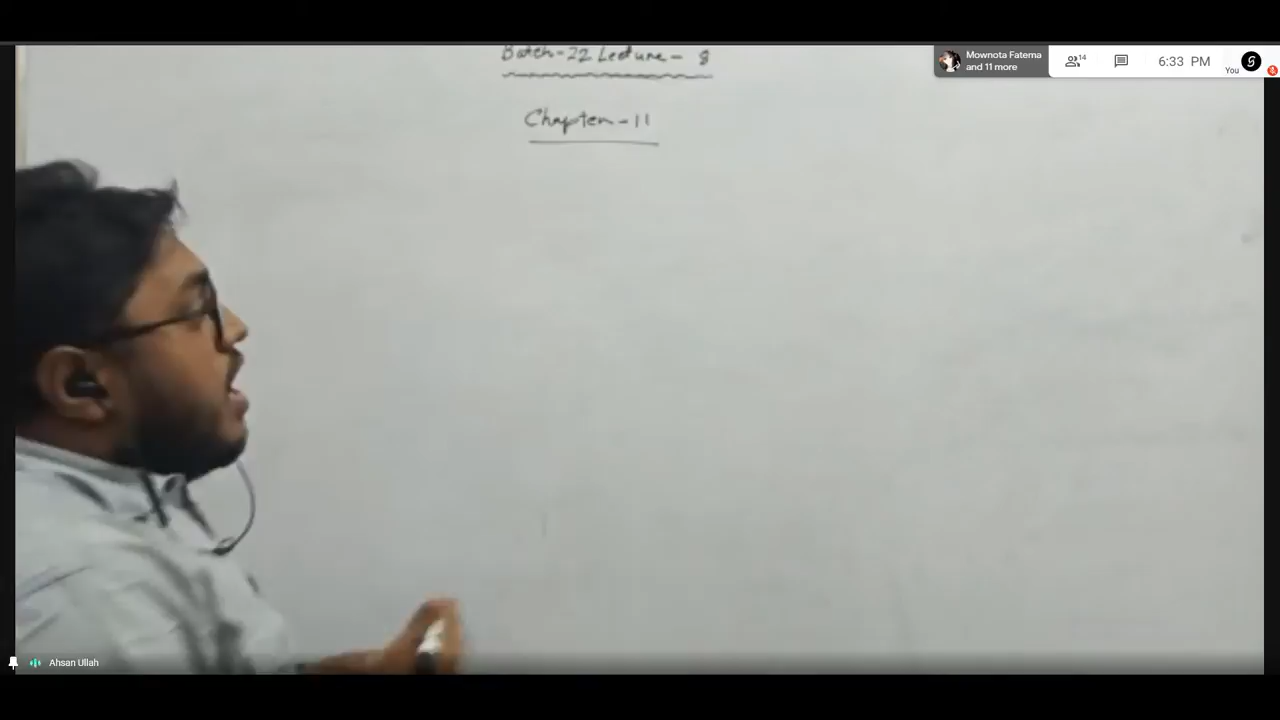 Batch-22 Lecture- 8
Chapter-11
Mownota Fatema
and 11 more
14
6:33 PM
You
Ahsan Ullah